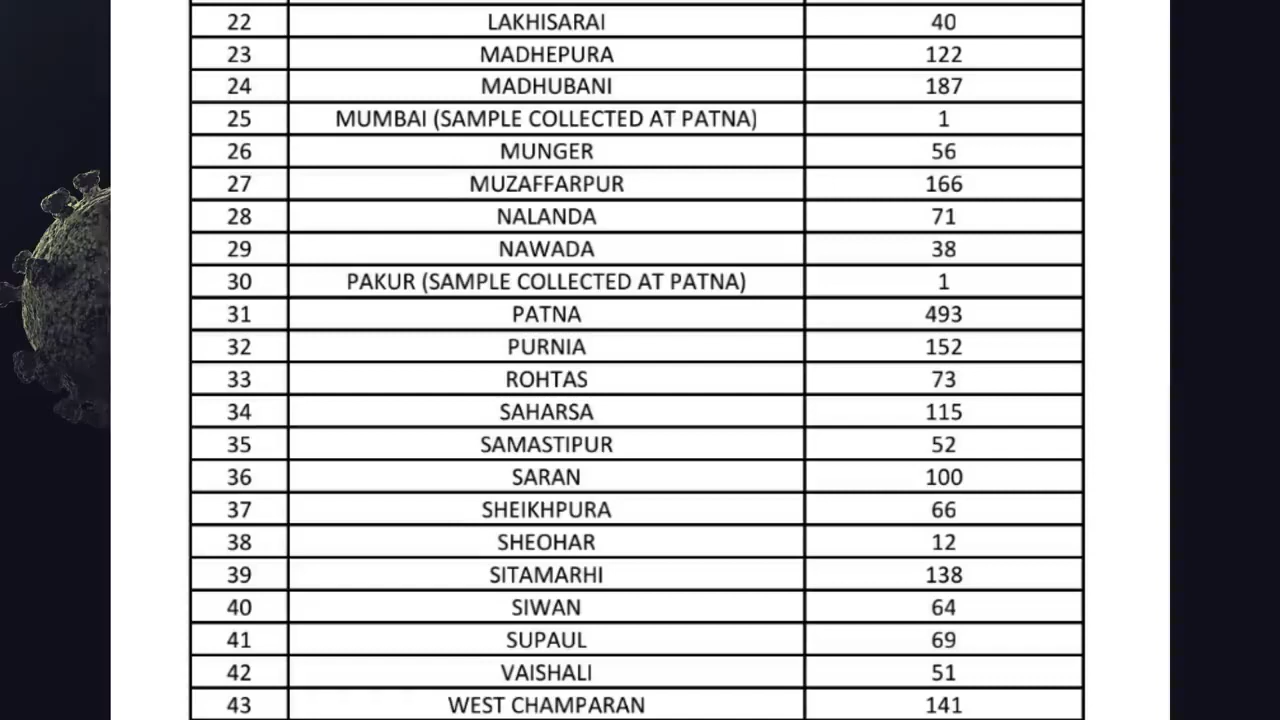 22 LAKHISARAI 40
23 MADHEPURA 122
24 MADHUBANI 187
25 MUMBAI (SAMPLE COLLECTED AT PATNA) 1
26 MUNGER 56
27 MUZAFFARPUR 166
28 NALANDA 71
29 NAWADA 38
30 PAKUR (SAMPLE COLLECTED AT PATNA) 1
31 PATNA 493
32 PURNIA 152
33 ROHTAS 73
34 SAHARSA 115
35 SAMASTIPUR 52
36 SARAN 100
37 SHEIKHPURA 66
38 SHEOHAR 12
39 SITAMARHI 138
40 SIWAN 64
41 SUPAUL 69
42 VAISHALI 51
43 WEST CHAMPARAN 141